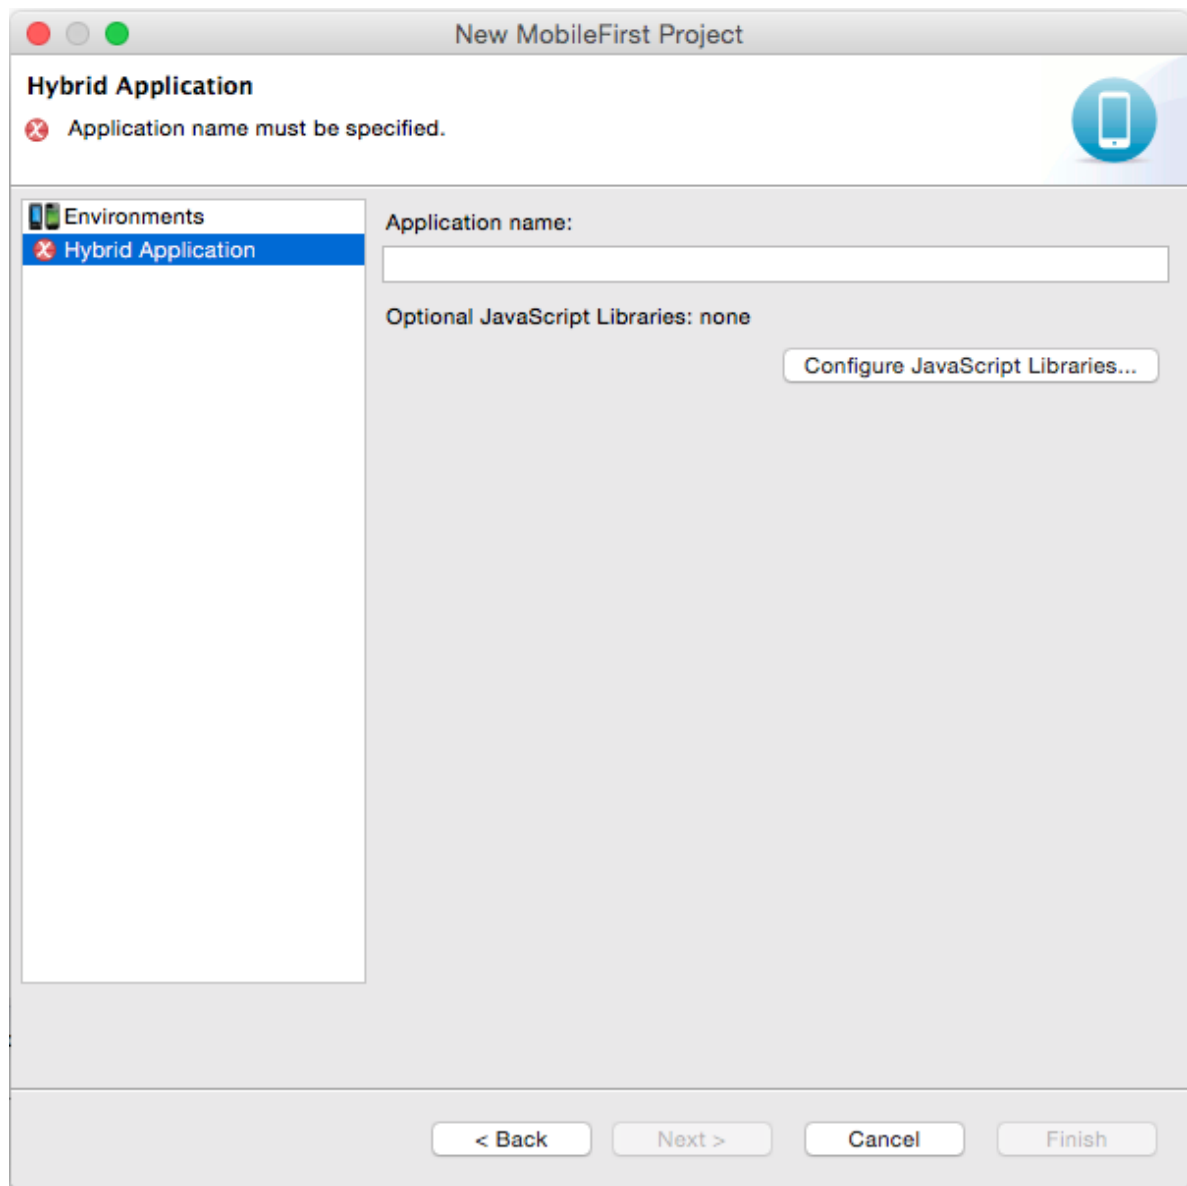 New MobileFirst Project
Hybrid Application
Application name must be specified.
Environments
Hybrid Application
Application name:
Optional JavaScript Libraries: none
Configure JavaScript Libraries...
< Back
Next >
Cancel
Finish